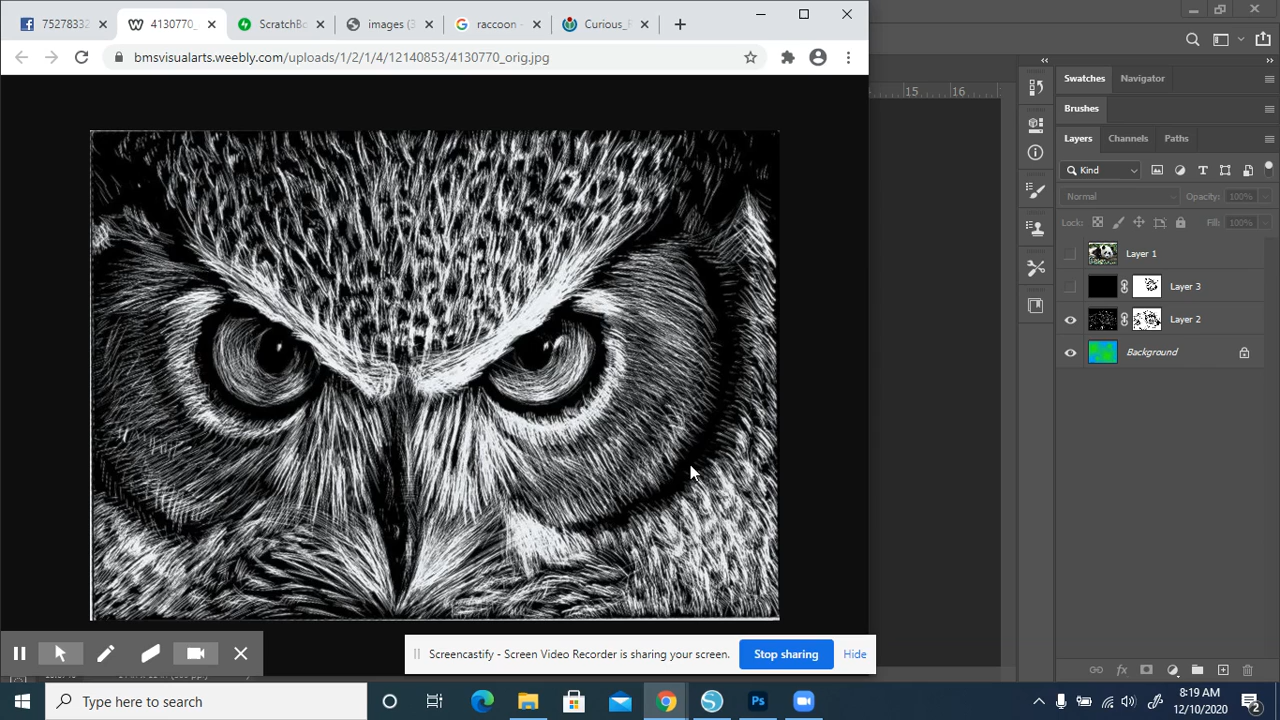 75278332
4130770_
ScratchBo
images (3
raccoon -
Curious_R
bmsvisualarts.weebly.com/uploads/1/2/1/4/12140853/4130770_orig.jpg
15 16
Swatches Navigator
Brushes
Layers Channels Paths
Kind
Normal Opacity: 100%
Lock: Fill: 100%
Layer 1
Layer 3
Layer 2
Background
Screencastify - Screen Video Recorder is sharing your screen. Stop sharing Hide
Type here to search
Ps
8:19 AM
12/10/2020
2